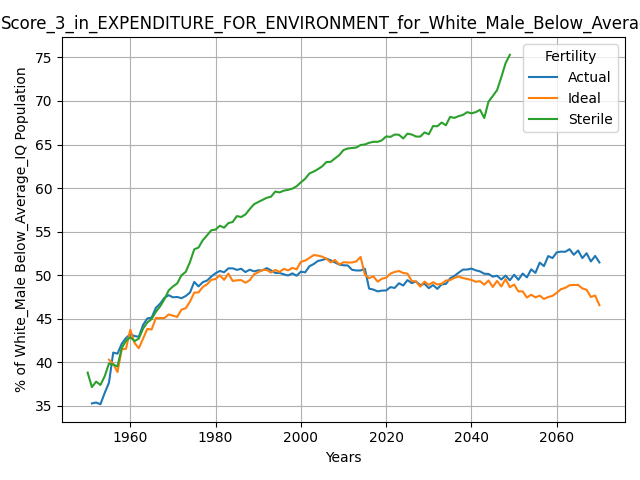 Score_3_in_EXPENDITURE_FOR_ENVIRONMENT_for_White_Male_Below_Avera
% of White_Male Below_Average_IQ Population
75
70
65
60
55
50
45
40
35
Fertility
Actual
Ideal
Sterile
1960
1980
2000
2020
2040
2060
Years